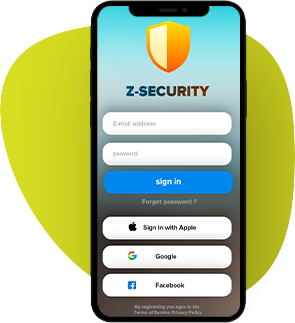 Z-SECURITY
E-mail address
password
sign in
Forgot password ?
Sign in with Apple
Google
Facebook
By registering you agree to the
Terms of Service Privacy Policy